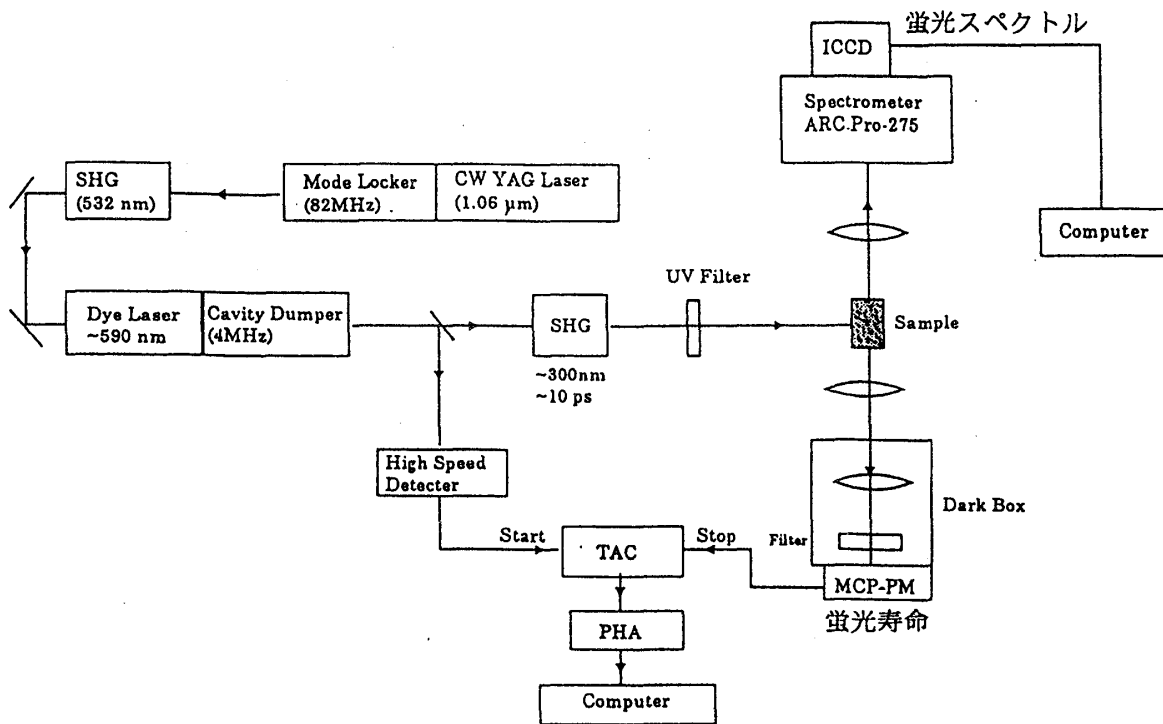 蛍光スペクトル
ICCD
Spectrometer
ARC.Pro-275
SHG
(532 nm)
Mode Locker
(82MHz)
CW YAG Laser
(1.06 μm)
Computer
UV Filter
Dye Laser
~590 nm
Cavity Dumper
(4MHz)
SHG
Sample
~300nm
~10 ps
High Speed
Detecter
Dark Box
Start
Stop
Filter
TAC
MCP-PM
蛍光寿命
PHA
Computer